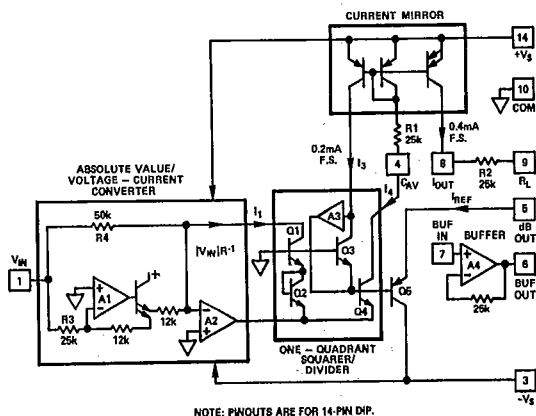 CURRENT MIRROR
14
+VS
10
COM
R1
25k
0.2mA
F.S.
0.4mA
F.S.
I3
4
CAV
8
IOUT
R2
25k
9
RL
ABSOLUTE VALUE/
VOLTAGE – CURRENT
CONVERTER
I1
I4
IREF
5
dB
OUT
50k
R4
|VIN|R-1
A3
Q1
Q3
BUF
IN
BUFFER
7
A4
6
BUF
OUT
VIN
1
A1
+
Q2
Q4
Q5
12k
A2
25k
R3
25k
12k
ONE – QUADRANT
SQUARER/
DIVIDER
3
-VS
NOTE: PINOUTS ARE FOR 14-PIN DIP.